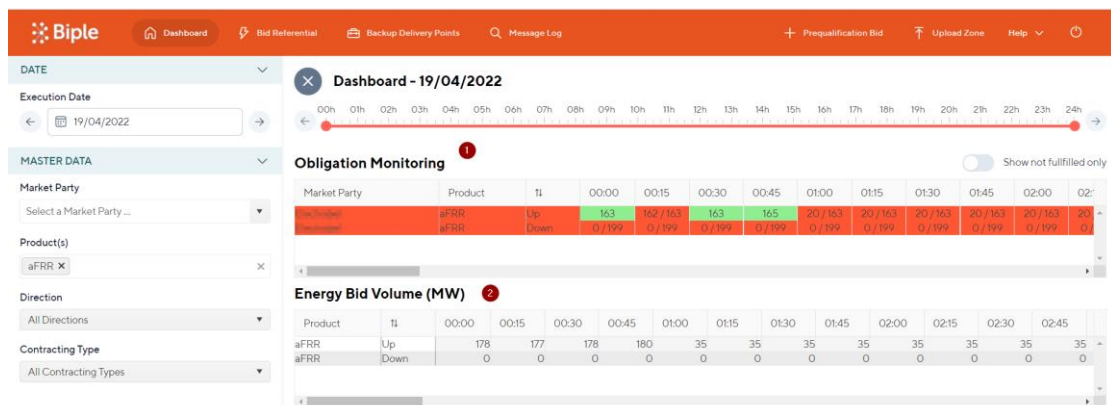 Biple Dashboard Bid Referential Backup Delivery Points Message Log Prequalification Bid Upload Zone Help
DATE
Execution Date
19/04/2022
MASTER DATA
Market Party
Select a Market Party ...
Product(s)
aFRR ×
Direction
All Directions
Contracting Type
All Contracting Types
Dashboard - 19/04/2022
00h 01h 02h 03h 04h 05h 06h 07h 08h 09h 10h 11h 12h 13h 14h 15h 16h 17h 18h 19h 20h 21h 22h 23h 24h
1
Obligation Monitoring Show not fullfilled only
Market Party Product 00:00 00:15 00:30 00:45 01:00 01:15 01:30 01:45 02:00 02:
aFRR Up 163 162 / 163 163 165 20 / 163 20 / 163 20 / 163 20 / 163 20 / 163 20 /
aFRR Down 0 / 199 0 / 199 0 / 199 0 / 199 0 / 199 0 / 199 0 / 199 0 / 199 0 / 199 0 /
Energy Bid Volume (MW) 2
Product 00:00 00:15 00:30 00:45 01:00 01:15 01:30 01:45 02:00 02:15 02:30 02:45
aFRR Up 178 177 178 180 35 35 35 35 35 35 35 35
aFRR Down 0 0 0 0 0 0 0 0 0 0 0 0